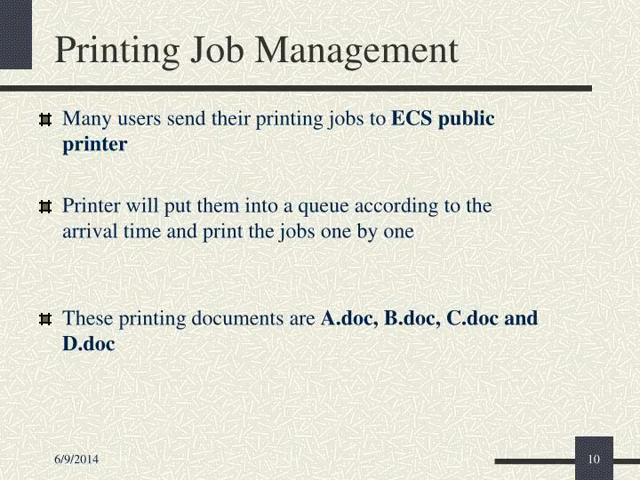 Printing Job Management
Many users send their printing jobs to ECS public
printer
Printer will put them into a queue according to the
arrival time and print the jobs one by one
These printing documents are A.doc, B.doc, C.doc and
D.doc
6/9/2014
10